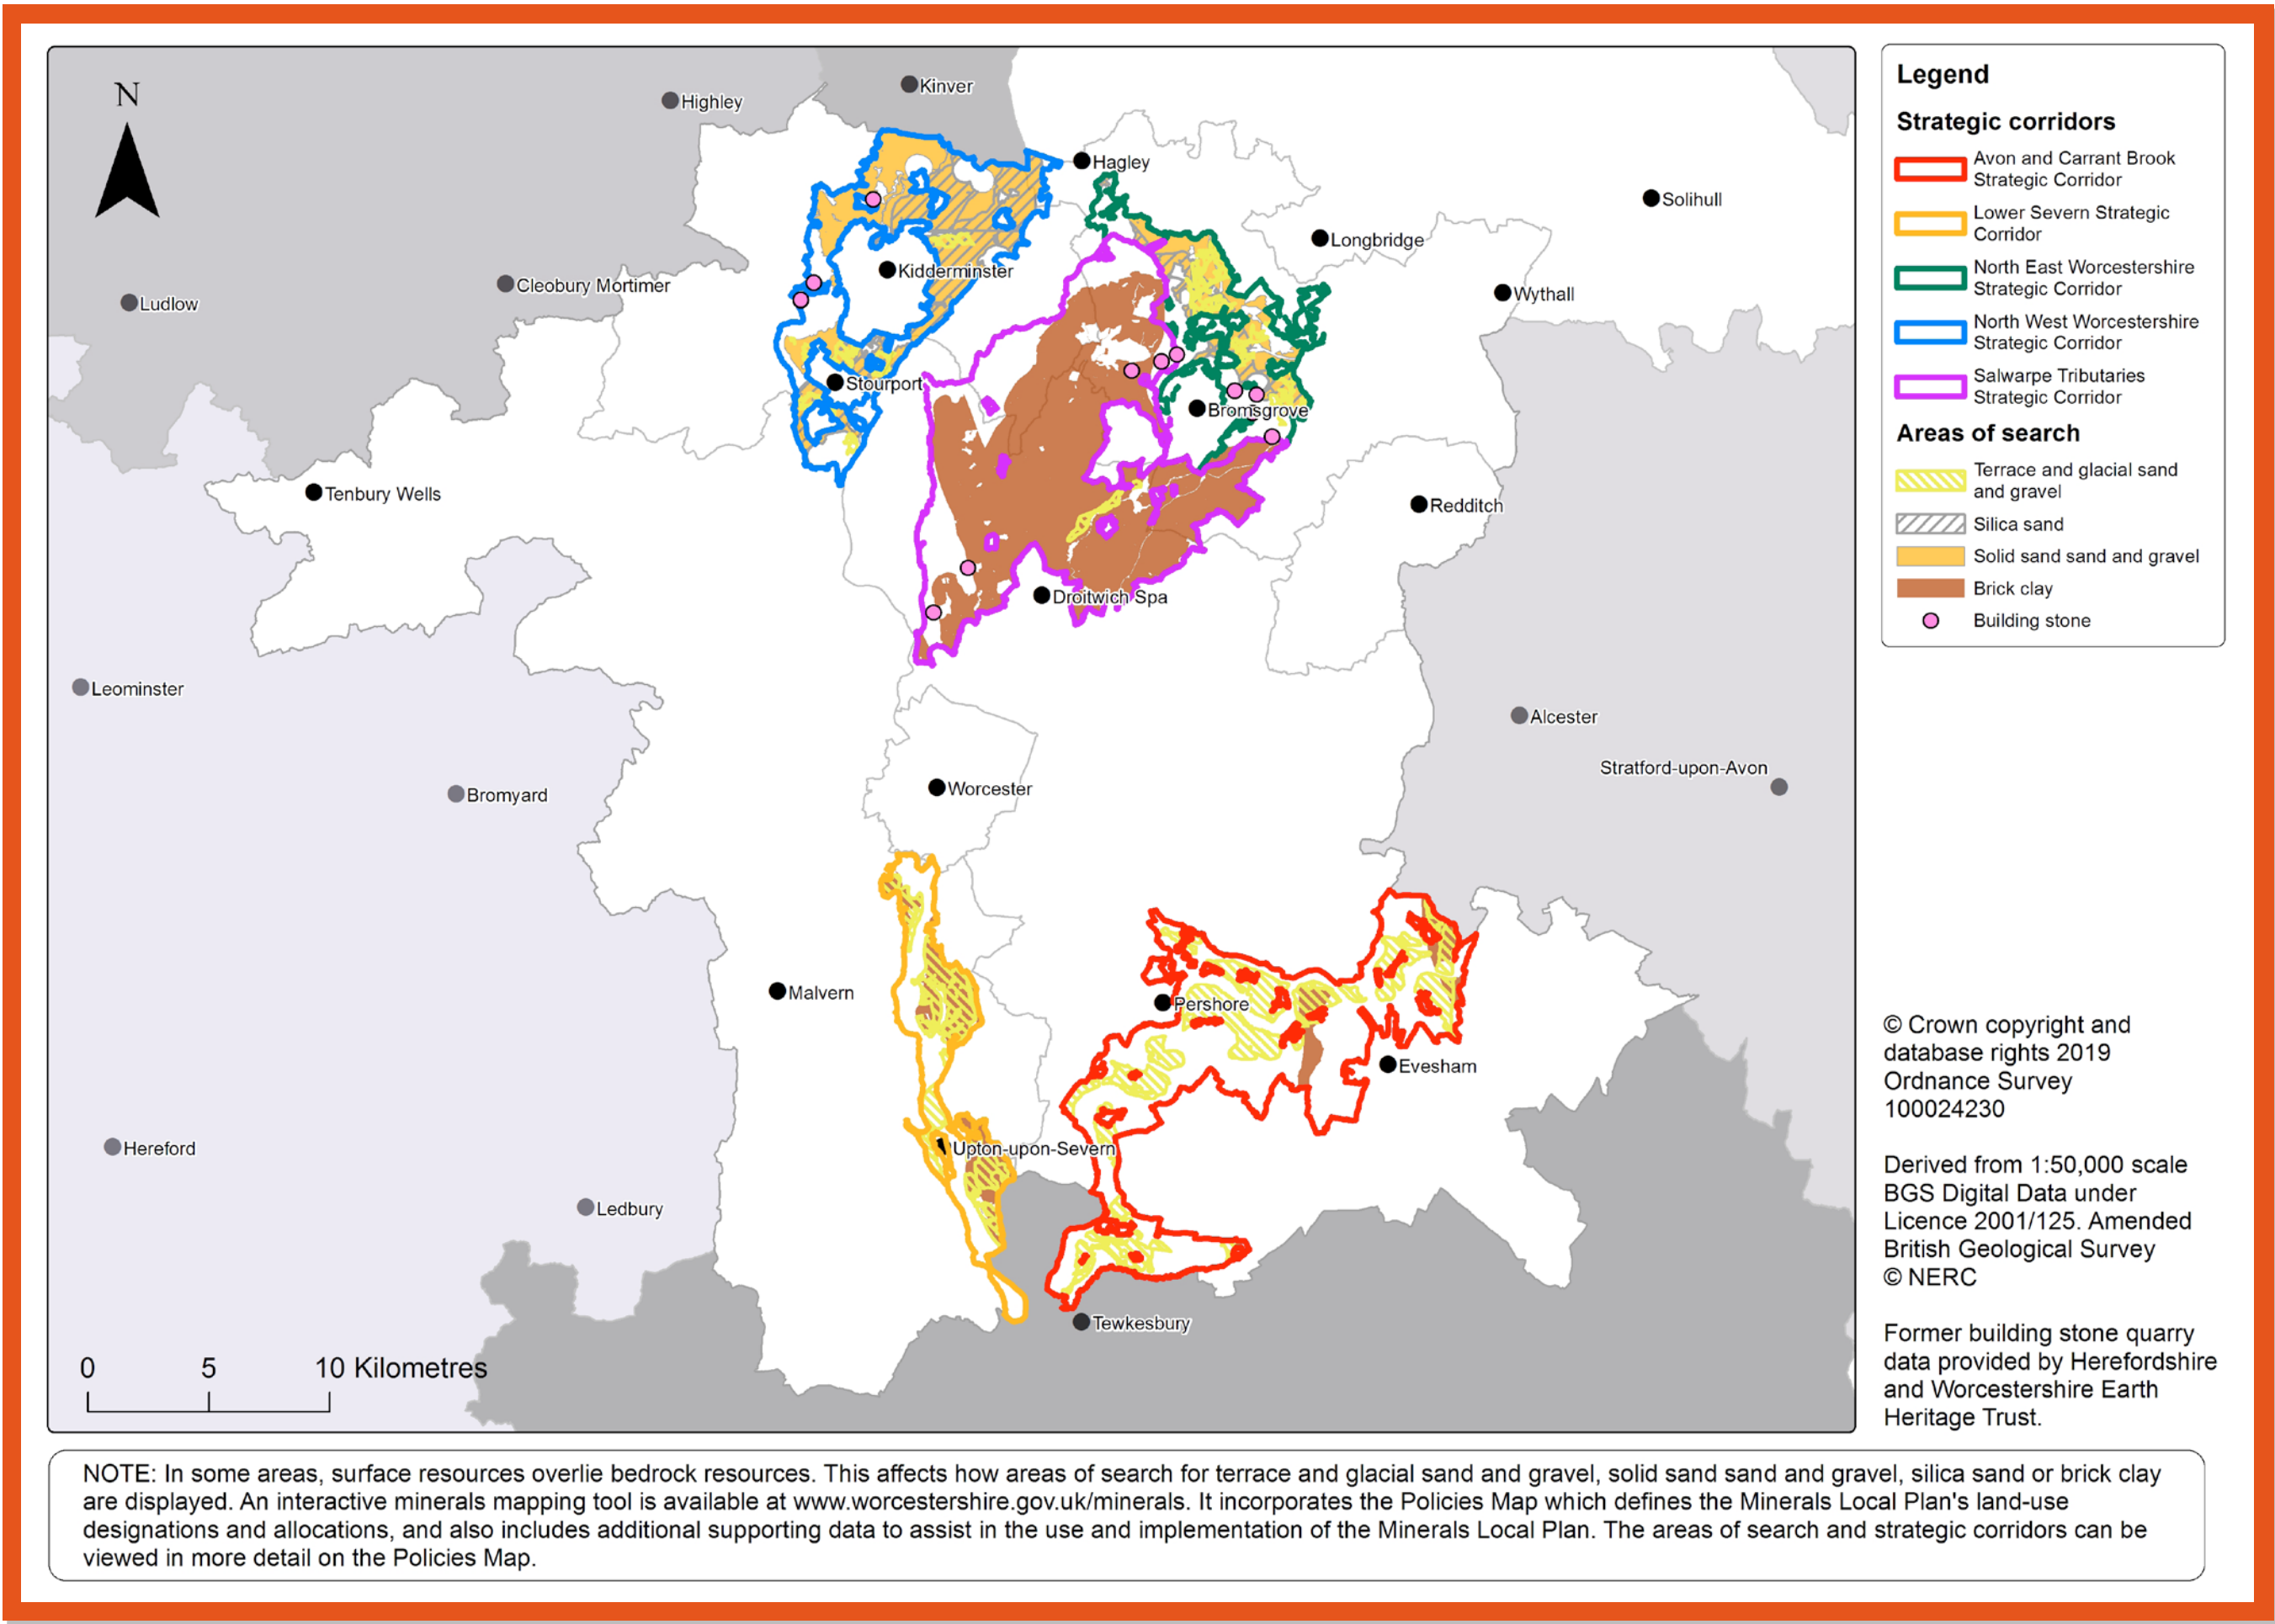 N
Kinver
Highley
Hagley
Solihull
Longbridge
Kidderminster
Cleobury Mortimer
Wythall
Ludlow
Stourport
Bromsgrove
Tenbury Wells
Redditch
Droitwich Spa
Leominster
Alcester
Stratford-upon-Avon
Bromyard
Worcester
Malvern
Pershore
Evesham
Hereford
Upton-upon-Severn
Ledbury
Tewkesbury
0 5 10 Kilometres
Legend
Strategic corridors
Avon and Carrant Brook
Strategic Corridor
Lower Severn Strategic
Corridor
North East Worcestershire
Strategic Corridor
North West Worcestershire
Strategic Corridor
Salwarpe Tributaries
Strategic Corridor
Areas of search
Terrace and glacial sand
and gravel
Silica sand
Solid sand sand and gravel
Brick clay
Building stone
© Crown copyright and
database rights 2019
Ordnance Survey
100024230
Derived from 1:50,000 scale
BGS Digital Data under
Licence 2001/125. Amended
British Geological Survey
© NERC
Former building stone quarry
data provided by Herefordshire
and Worcestershire Earth
Heritage Trust.
NOTE: In some areas, surface resources overlie bedrock resources. This affects how areas of search for terrace and glacial sand and gravel, solid sand sand and gravel, silica sand or brick clay
are displayed. An interactive minerals mapping tool is available at www.worcestershire.gov.uk/minerals. It incorporates the Policies Map which defines the Minerals Local Plan's land-use
designations and allocations, and also includes additional supporting data to assist in the use and implementation of the Minerals Local Plan. The areas of search and strategic corridors can be
viewed in more detail on the Policies Map.